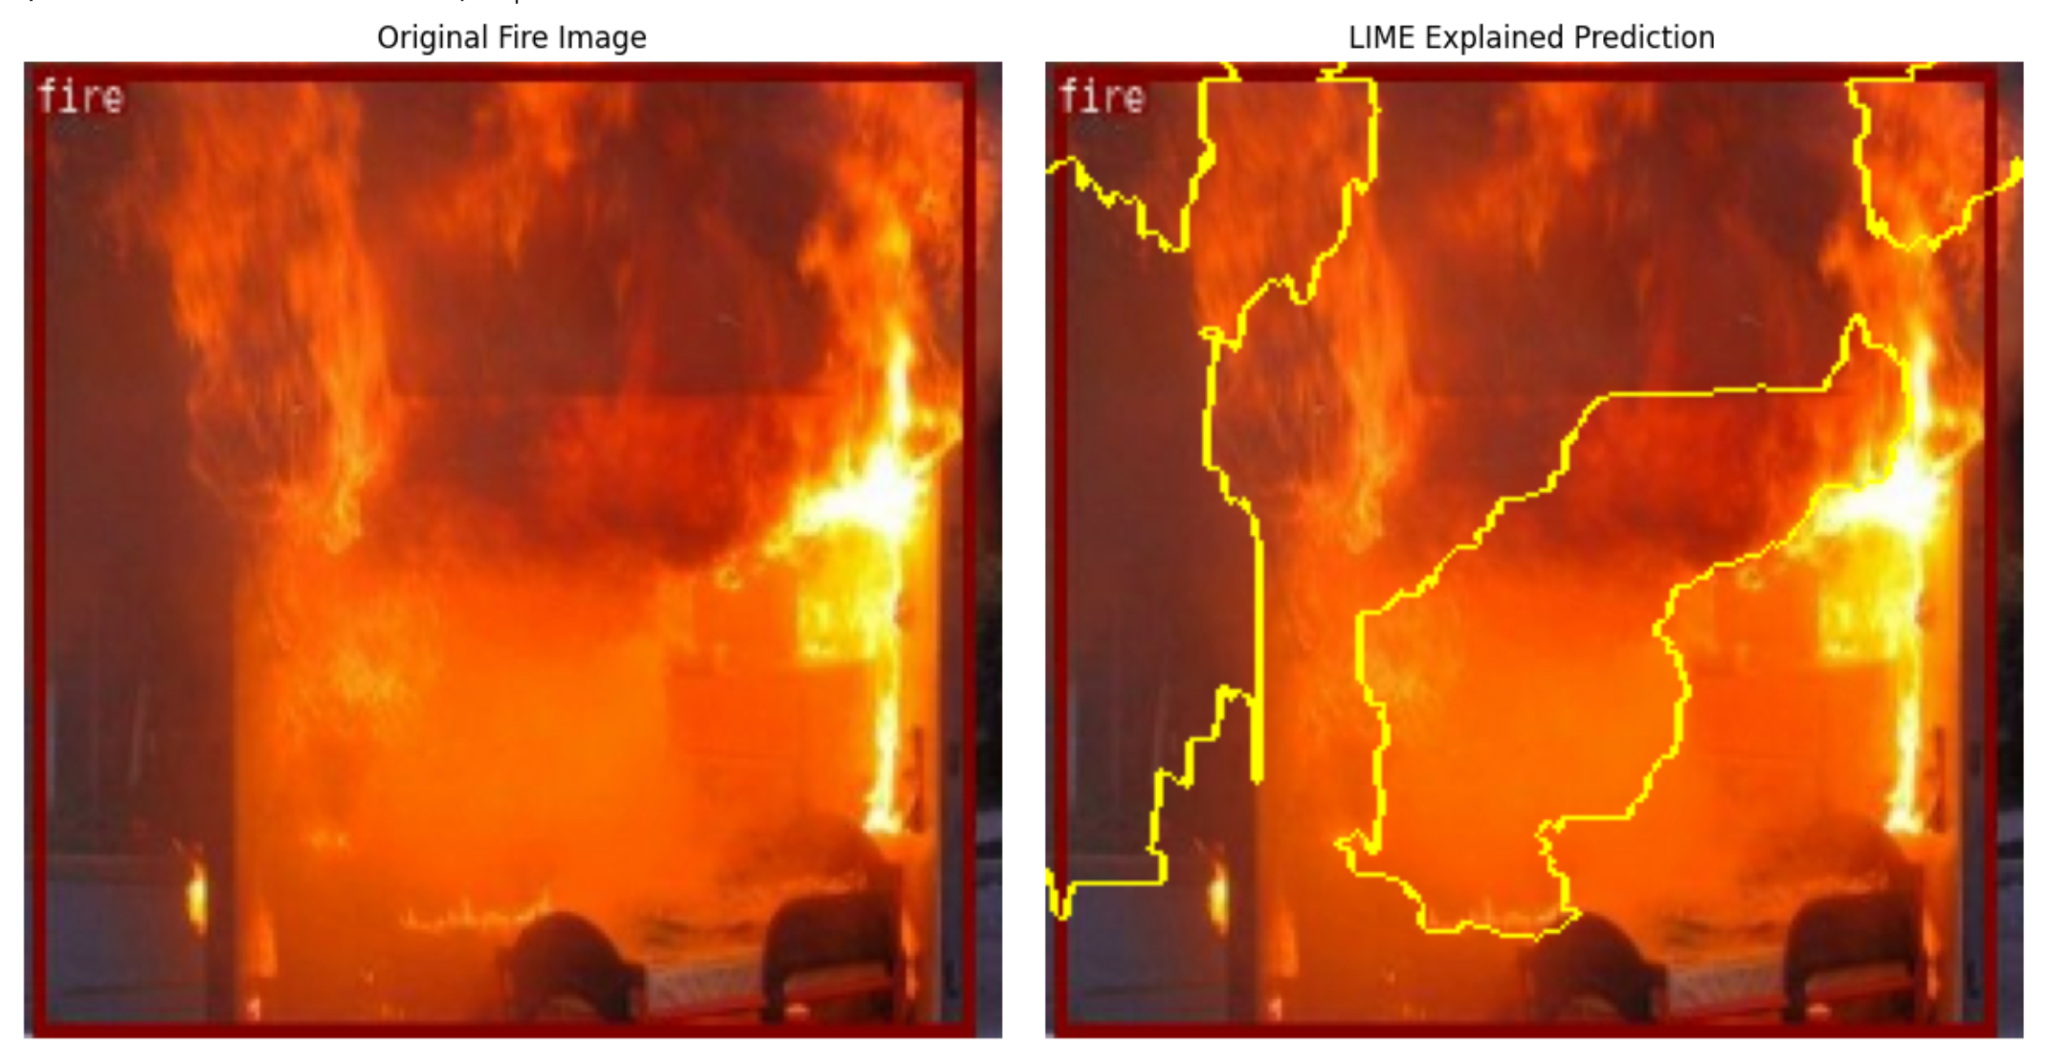 Original Fire Image
LIME Explained Prediction
fire
fire